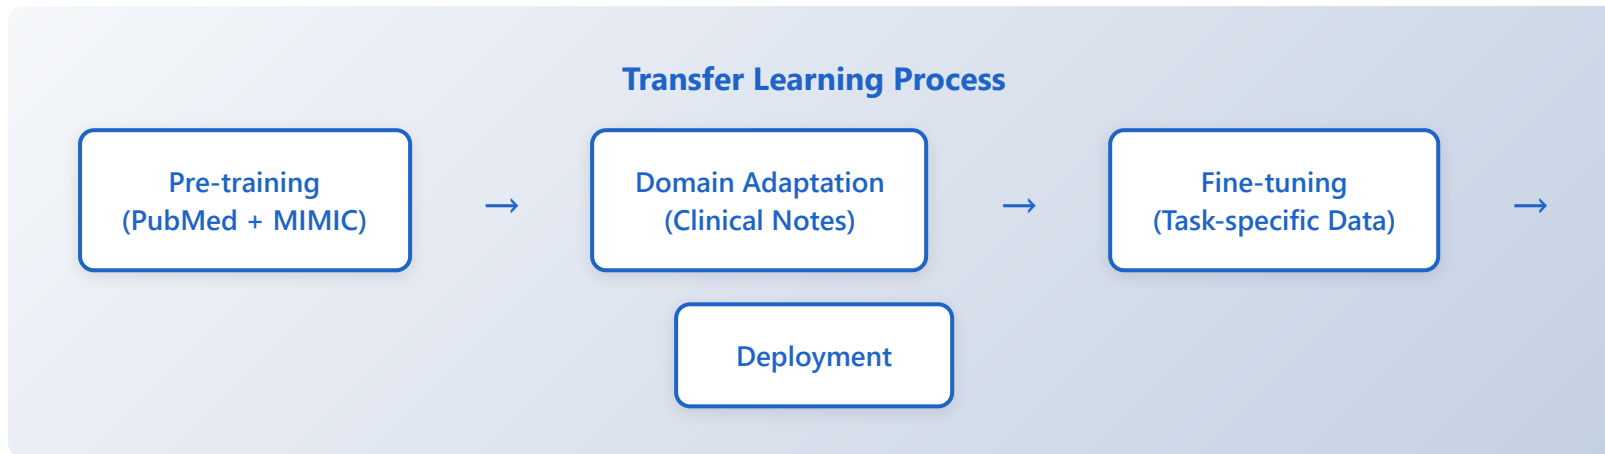 Transfer Learning Process
Pre-training
(PubMed + MIMIC)
→
Domain Adaptation
(Clinical Notes)
→
Fine-tuning
(Task-specific Data)
→
Deployment